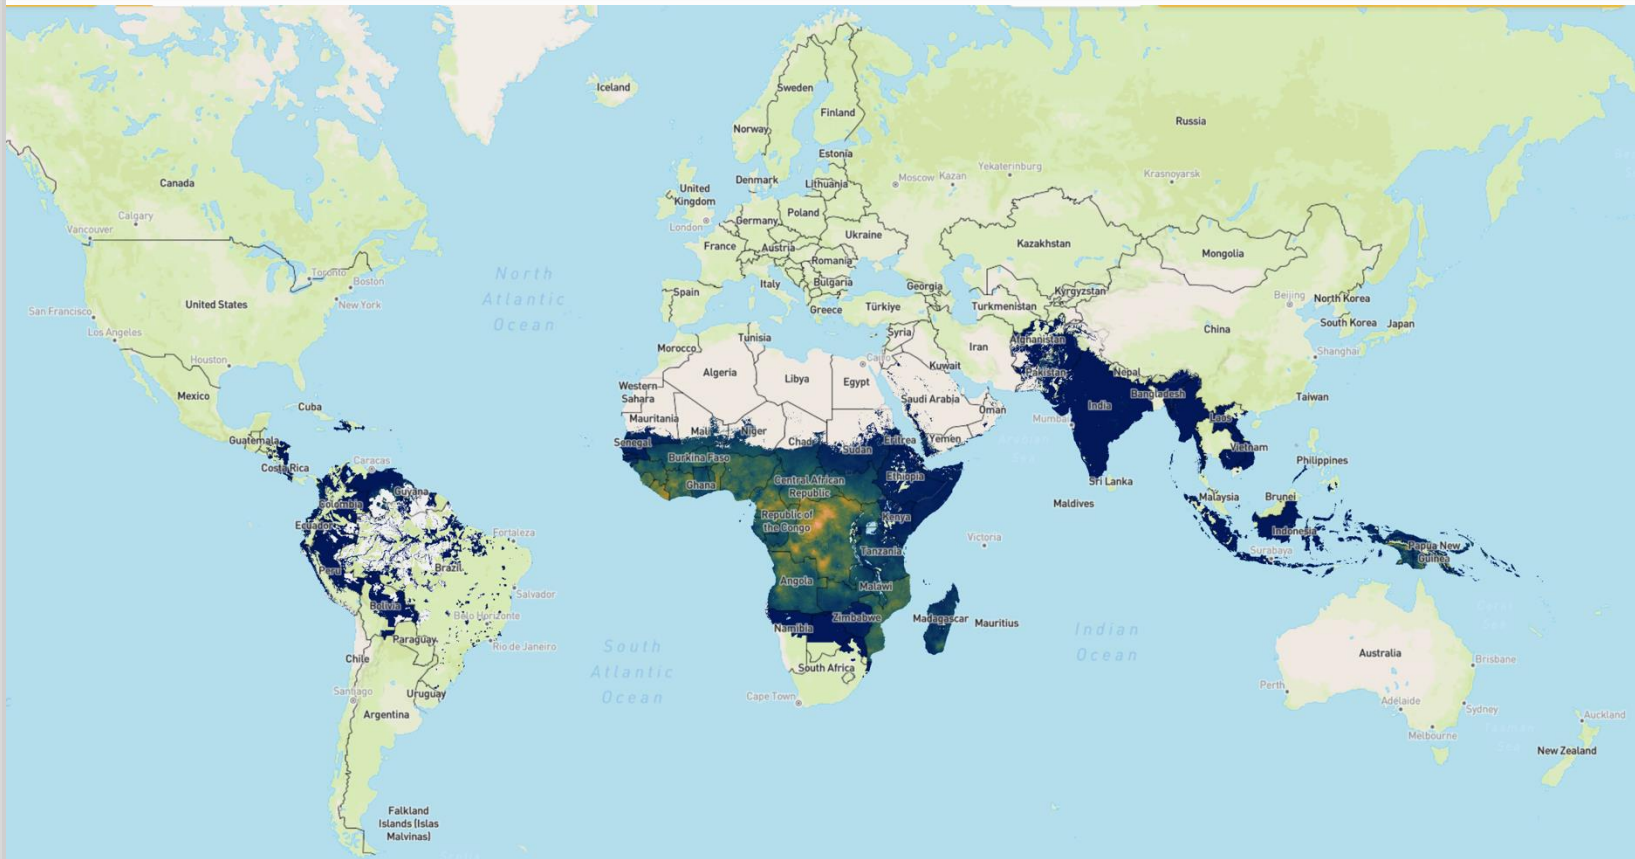 Iceland
Sweden
Finland
Norway
Russia
Estonia
Yekaterinburg
Moscow
Kazan
Krasnoyarsk
Denmark
Lithuania
Canada
United
Kingdom
Calgary
Vancouver
London
Germany
Poland
Ukraine
France
Austria
Kazakhstan
Mongolia
Romania
Toronto
Boston
North
Atlantic
Ocean
Italy
Bulgaria
Georgia
Spain
Greece
Türkiye
Turkmenistan
Kyrgyzstan
Beijing
North Korea
United States
New York
San Francisco
Los Angeles
Tunisia
Syria
Iran
Afghanistan
China
South Korea
Japan
Morocco
Cairo
Shanghai
Houston
Algeria
Libya
Egypt
Kuwait
Pakistan
Nepal
Western
Sahara
Mexico
Cuba
Saudi Arabia
Oman
India
Bangladesh
Taiwan
Mauritania
Mali
Niger
Chad
Mumbai
Arabian
Laos
Guatemala
Senegal
Sudan
Eritrea
Yemen
Vietnam
Costa Rica
Caracas
Burkina Faso
Philippines
Guyana
Ghana
Central African
Republic
Ethiopia
Sri Lanka
Colombia
Maldives
Malaysia
Brunei
Ecuador
Republic of
the Congo
Kenya
Fortaleza
Victoria
Indonesia
Surabaya
Papua New
Guinea
Peru
Brazil
Tanzania
Angola
Malawi
Salvador
Bolivia
Belo Horizonte
Zimbabwe
Madagascar
Mauritius
Namibia
Indian
Ocean
Paraguay
Rio de Janeiro
South
Atlantic
Ocean
Chile
South Africa
Australia
Brisbane
Santiago
Uruguay
Cape Town
Perth
Adelaide
Sydney
Argentina
Auckland
Melbourne
Tasman
New Zealand
Falkland
Islands (Islas
Malvinas)